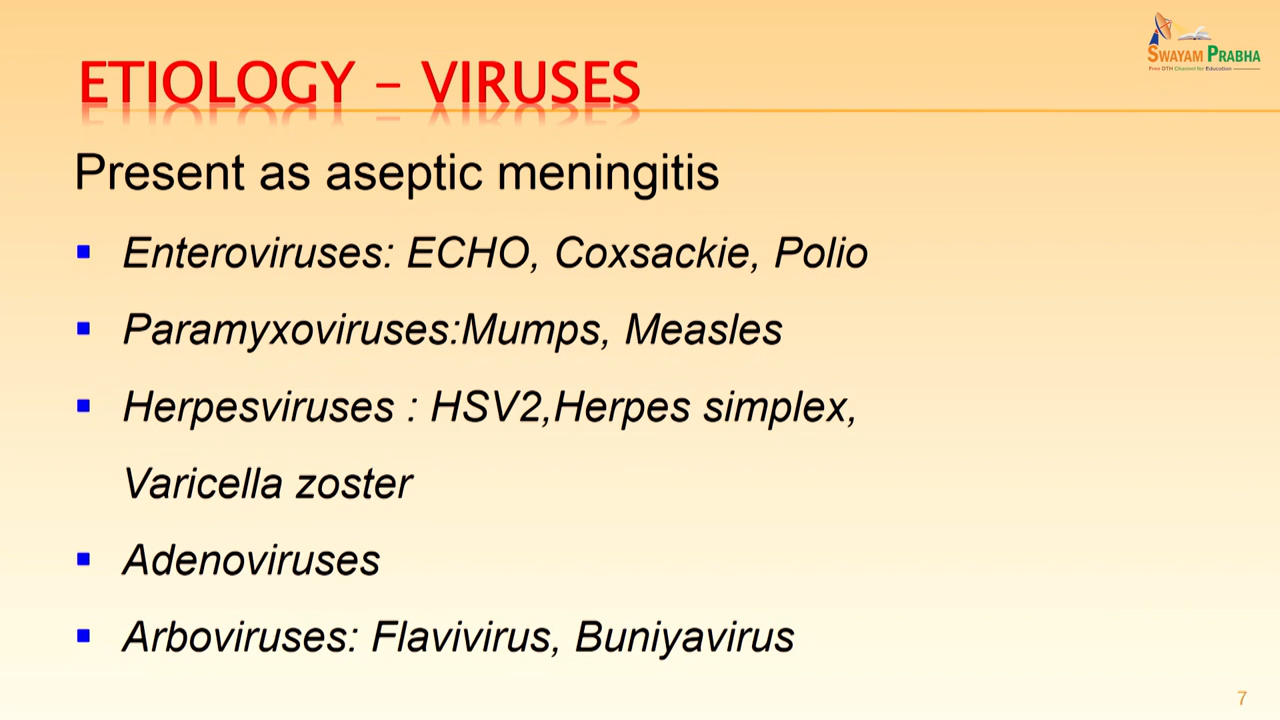 SWAYAM PRABHA
Free DTH Channel for Education
ETIOLOGY – VIRUSES
Present as aseptic meningitis
▪ Enteroviruses: ECHO, Coxsackie, Polio
▪ Paramyxoviruses:Mumps, Measles
▪ Herpesviruses : HSV2,Herpes simplex,
Varicella zoster
▪ Adenoviruses
▪ Arboviruses: Flavivirus, Buniyavirus
7